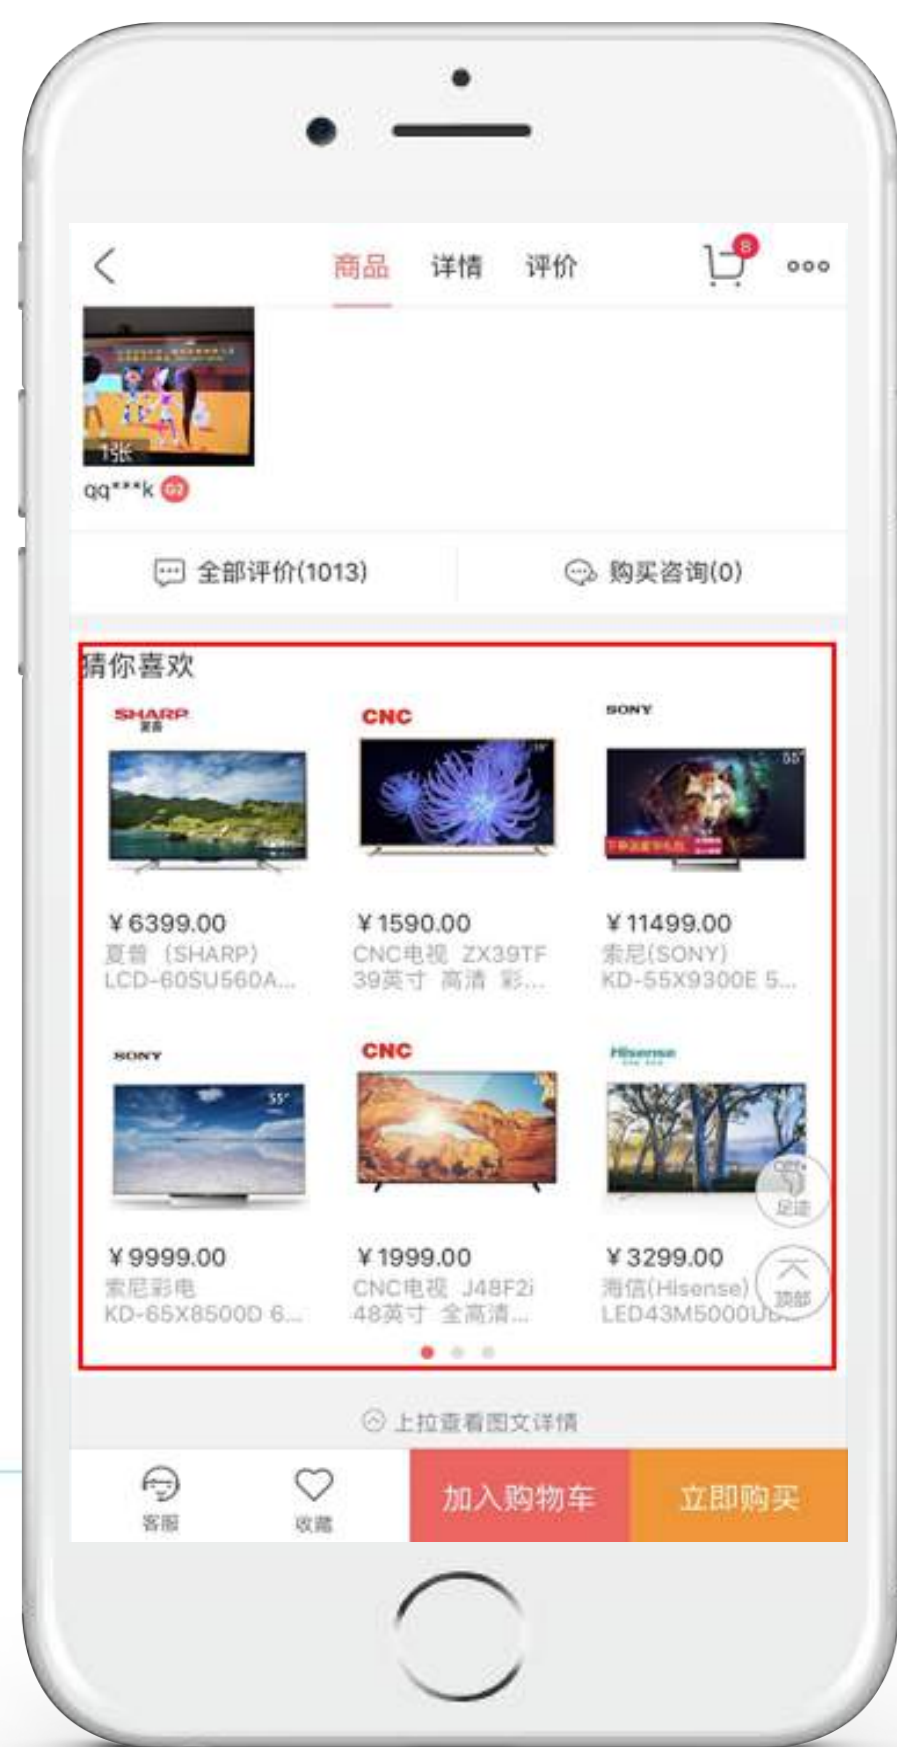 商品 详情 评价 8
1张
qq***k G2
全部评价(1013) 购买咨询(0)
猜你喜欢
SHARP
夏普
CNC
SONY
39"
55"
¥6399.00
夏普 (SHARP)
LCD-60SU560A...
¥1590.00
CNC电视 ZX39TF
39英寸 高清 彩...
¥11499.00
索尼(SONY)
KD-55X9300E 5...
SONY
CNC
Hisense
55"
¥9999.00
索尼彩电
KD-65X8500D 6...
¥1999.00
CNC电视 J48F2i
48英寸 全高清...
¥3299.00
海信(Hisense)
LED43M5000U...
足迹
顶部
上拉查看图文详情
客服
收藏
加入购物车
立即购买